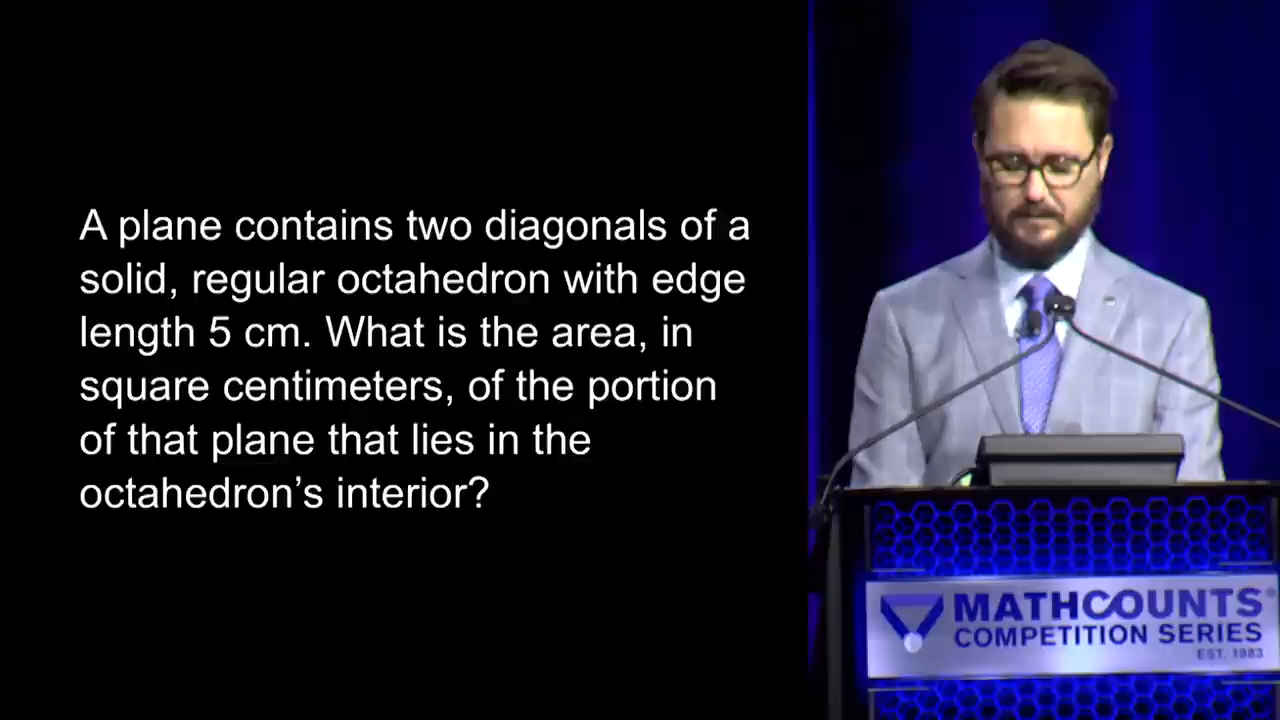 A plane contains two diagonals of a
solid, regular octahedron with edge
length 5 cm. What is the area, in
square centimeters, of the portion
of that plane that lies in the
octahedron's interior?
MATHCOUNTS®
COMPETITION SERIES
EST. 1983